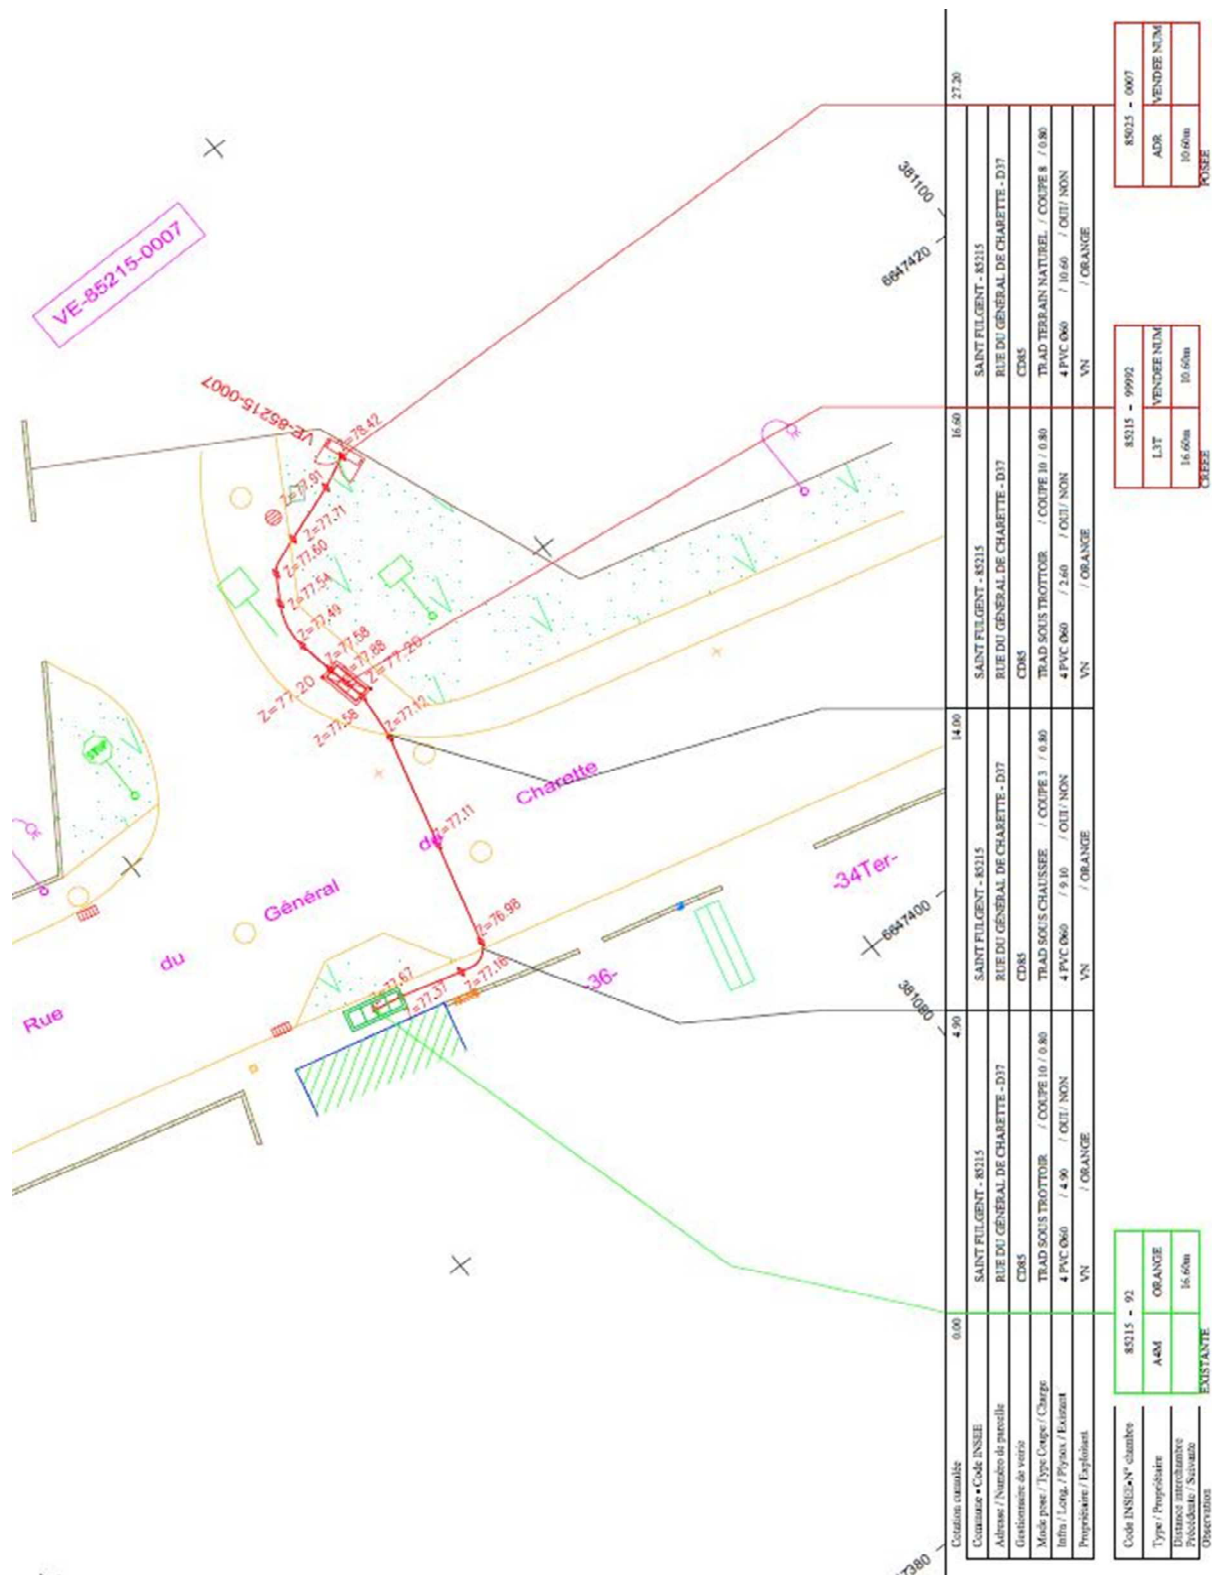 VE-85215-0007
VE-85215-0007
Z=78.42
Z=77.91
Z=77.71
Z=77.60
Z=77.54
Z=77.49
Z=77.58
Z=77.88
Z=77.20
Z=77.20
Z=77.58
Z=77.12
Z=77.11
Z=76.98
Z=77.16
Z=77.37
Z=77.67
STOP
Rue
du
Général
de
Charette
-34Ter-
-36-
381100
6647420
6647400
381080
Cotation cumulée 0.00 4.90 14.00 16.60 27.20
Commune • Code INSEE SAINT FULGENT - 85215 SAINT FULGENT - 85215 SAINT FULGENT - 85215 SAINT FULGENT - 85215
Adresse / Numéro de parcelle RUE DU GÉNÉRAL DE CHARETTE - D37 RUE DU GÉNÉRAL DE CHARETTE - D37 RUE DU GÉNÉRAL DE CHARETTE - D37 RUE DU GÉNÉRAL DE CHARETTE - D37
Gestionnaire de voirie CD85 CD85 CD85 CD85
Mode pose / Type Coupe / Charge TRAD SOUS TROTTOIR / COUPE 10 / 0.80 TRAD SOUS CHAUSSEE / COUPE 3 / 0.80 TRAD SOUS TROTTOIR / COUPE 10 / 0.80 TRAD TERRAIN NATUREL / COUPE 8 / 0.80
Infra / Long. / Plynox / Existant 4 PVC Ø60 / 4.90 / OUI / NON 4 PVC Ø60 / 9.10 / OUI / NON 4 PVC Ø60 / 2.60 / OUI / NON 4 PVC Ø60 / 10.60 / OUI / NON
Propriétaire / Exploitant VN / ORANGE VN / ORANGE VN / ORANGE VN / ORANGE
Code INSEE•N° chambre 85215 - 92 85215 - 99992 85025 - 0007
Type / Propriétaire A4M ORANGE L3T VENDEE NUM ADR VENDEE NUM
Distance interchambre
Précédente / Suivante 16.60m 16.60m 10.60m 10.60m
Observation EXISTANTE CREEE POSEE